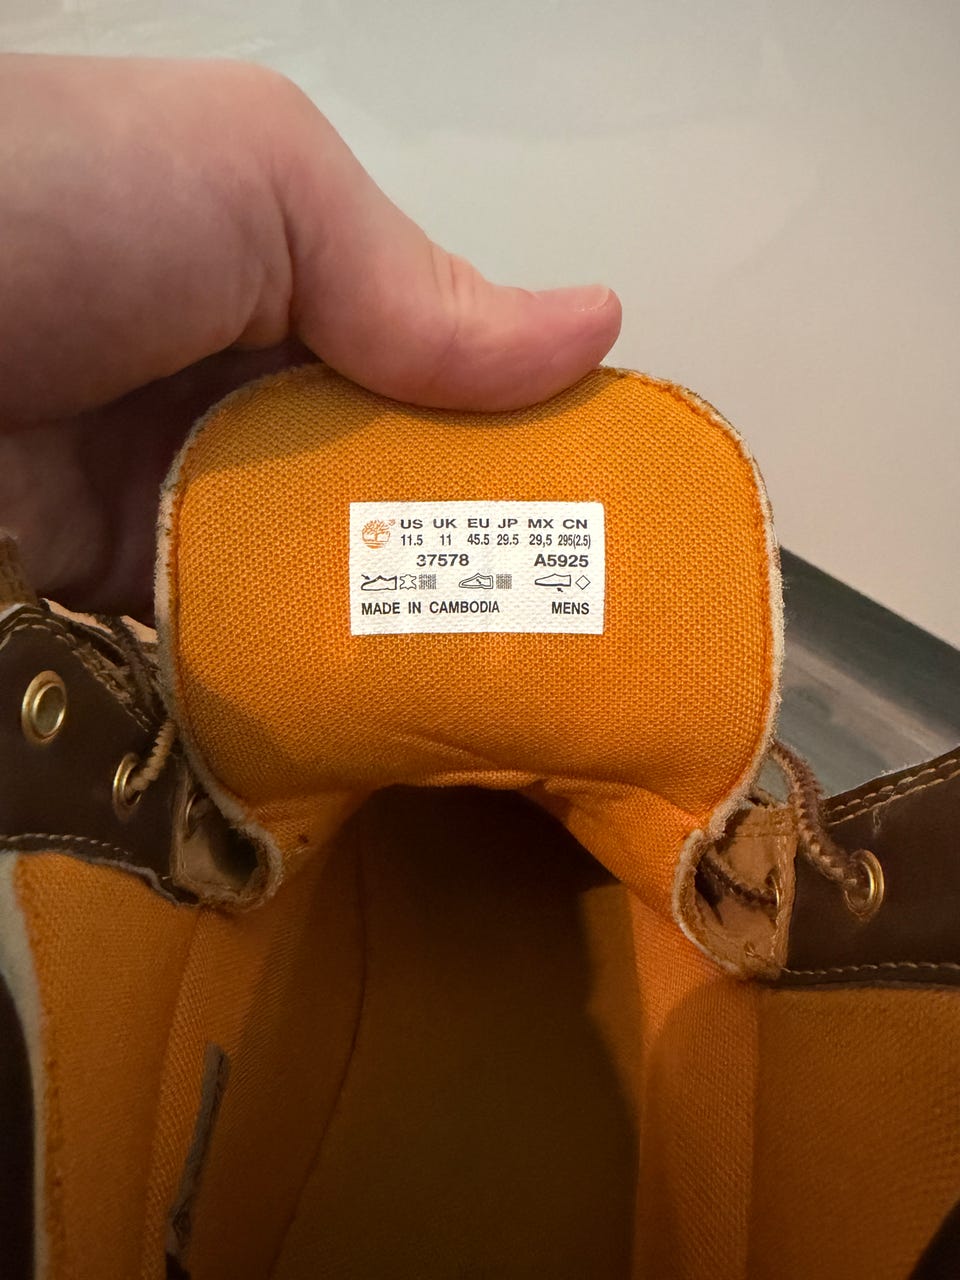 US UK EU JP MX CN
11.5 11 45.5 29.5 29,5 295(2.5)
37578 A5925
MADE IN CAMBODIA MENS